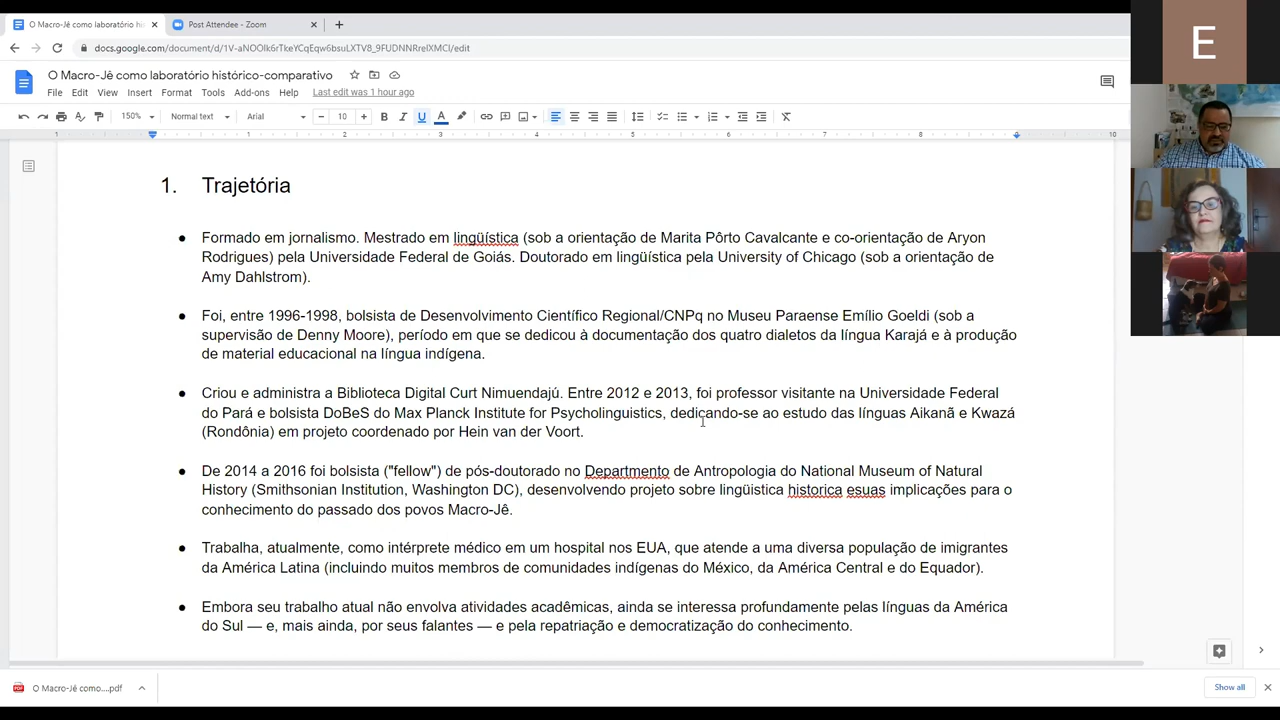 O Macro-Jê como laboratório his
Post Attendee - Zoom
docs.google.com/document/d/1V-aNOOlk6rTkeYCqEqw6bsuLXTV8_9FUDNNRrelXMCI/edit
O Macro-Jê como laboratório histórico-comparativo
File Edit View Insert Format Tools Add-ons Help Last edit was 1 hour ago
150% Normal text Arial 10 B I U A
1 1 2 3 4 5 6 7 8 9 10
1. Trajetória
● Formado em jornalismo. Mestrado em lingüística (sob a orientação de Marita Pôrto Cavalcante e co-orientação de Aryon
Rodrigues) pela Universidade Federal de Goiás. Doutorado em lingüística pela University of Chicago (sob a orientação de
Amy Dahlstrom).
● Foi, entre 1996-1998, bolsista de Desenvolvimento Científico Regional/CNPq no Museu Paraense Emílio Goeldi (sob a
supervisão de Denny Moore), período em que se dedicou à documentação dos quatro dialetos da língua Karajá e à produção
de material educacional na língua indígena.
● Criou e administra a Biblioteca Digital Curt Nimuendajú. Entre 2012 e 2013, foi professor visitante na Universidade Federal
do Pará e bolsista DoBeS do Max Planck Institute for Psycholinguistics, dedicando-se ao estudo das línguas Aikanã e Kwazá
(Rondônia) em projeto coordenado por Hein van der Voort.
● De 2014 a 2016 foi bolsista ("fellow") de pós-doutorado no Departmento de Antropologia do National Museum of Natural
History (Smithsonian Institution, Washington DC), desenvolvendo projeto sobre lingüistica historica esuas implicações para o
conhecimento do passado dos povos Macro-Jê.
● Trabalha, atualmente, como intérprete médico em um hospital nos EUA, que atende a uma diversa população de imigrantes
da América Latina (incluindo muitos membros de comunidades indígenas do México, da América Central e do Equador).
● Embora seu trabalho atual não envolva atividades acadêmicas, ainda se interessa profundamente pelas línguas da América
do Sul — e, mais ainda, por seus falantes — e pela repatriação e democratização do conhecimento.
O Macro-Jê como....pdf
Show all
E